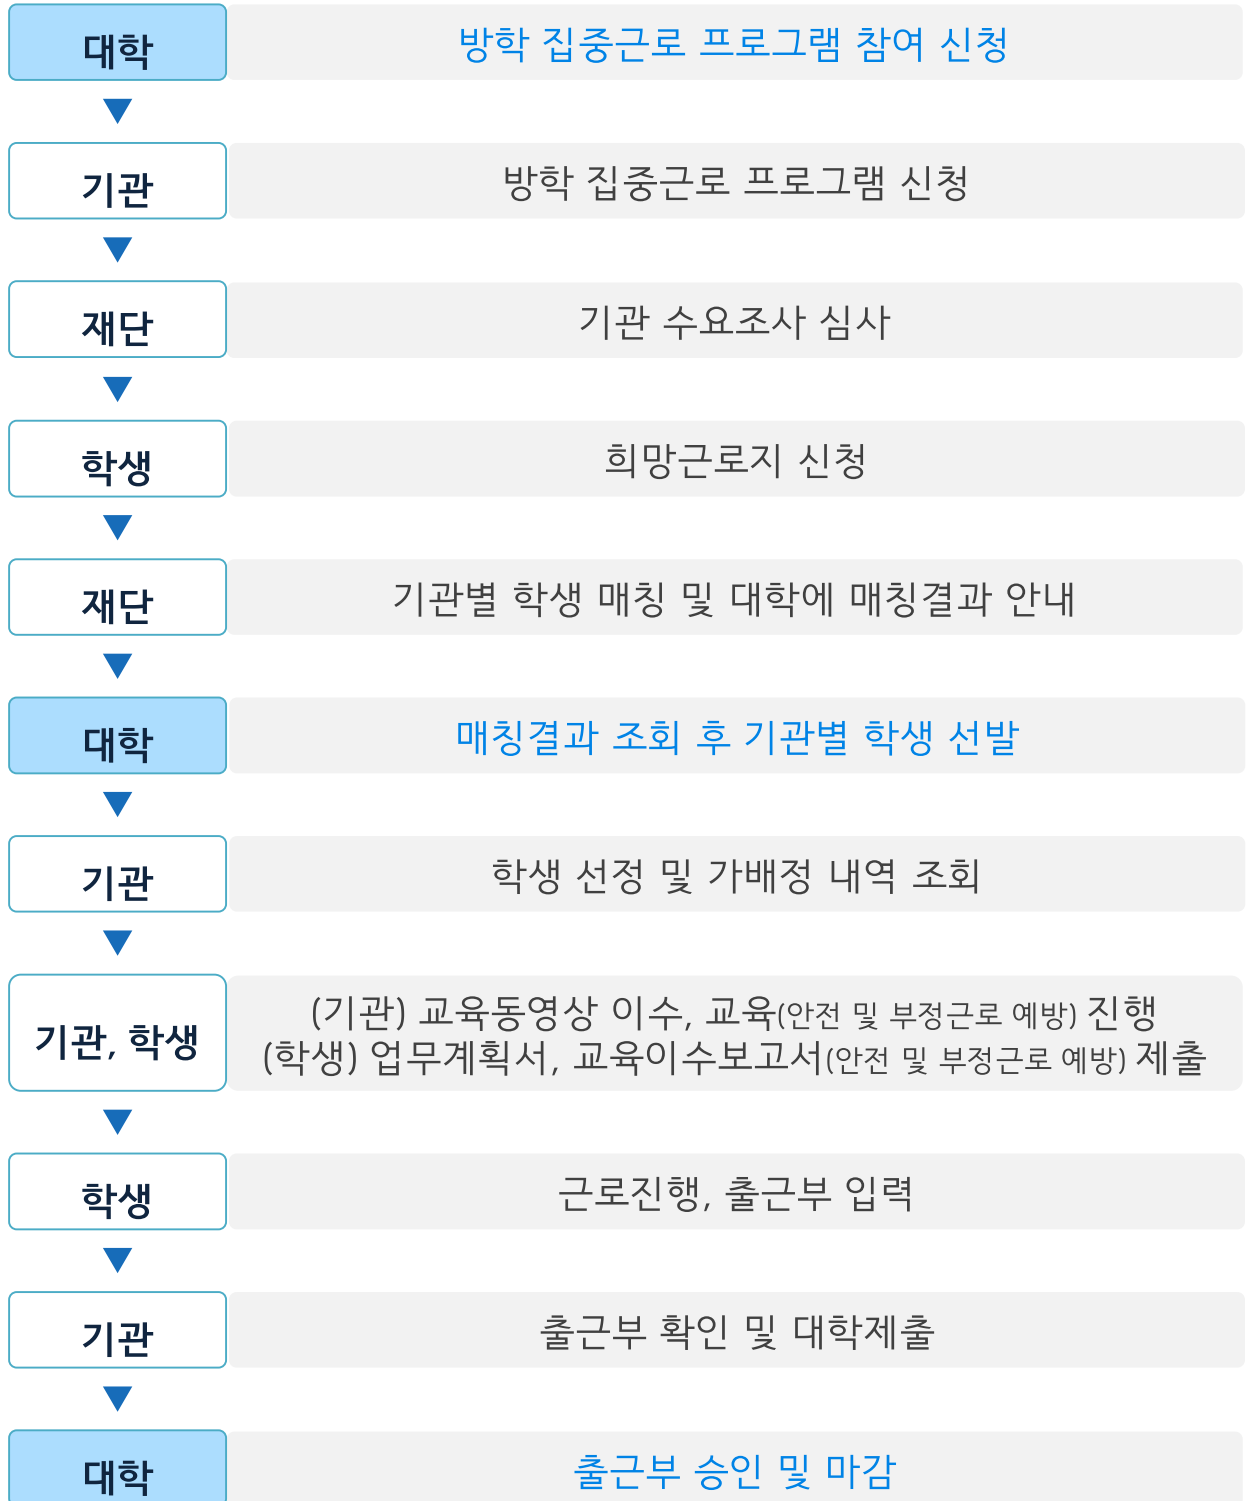 대학
방학 집중근로 프로그램 참여 신청
기관
방학 집중근로 프로그램 신청
재단
기관 수요조사 심사
학생
희망근로지 신청
재단
기관별 학생 매칭 및 대학에 매칭결과 안내
대학
매칭결과 조회 후 기관별 학생 선발
기관
학생 선정 및 가배정 내역 조회
기관, 학생
(기관) 교육동영상 이수, 교육(안전 및 부정근로 예방) 진행
(학생) 업무계획서, 교육이수보고서(안전 및 부정근로 예방) 제출
학생
근로진행, 출근부 입력
기관
출근부 확인 및 대학제출
대학
출근부 승인 및 마감